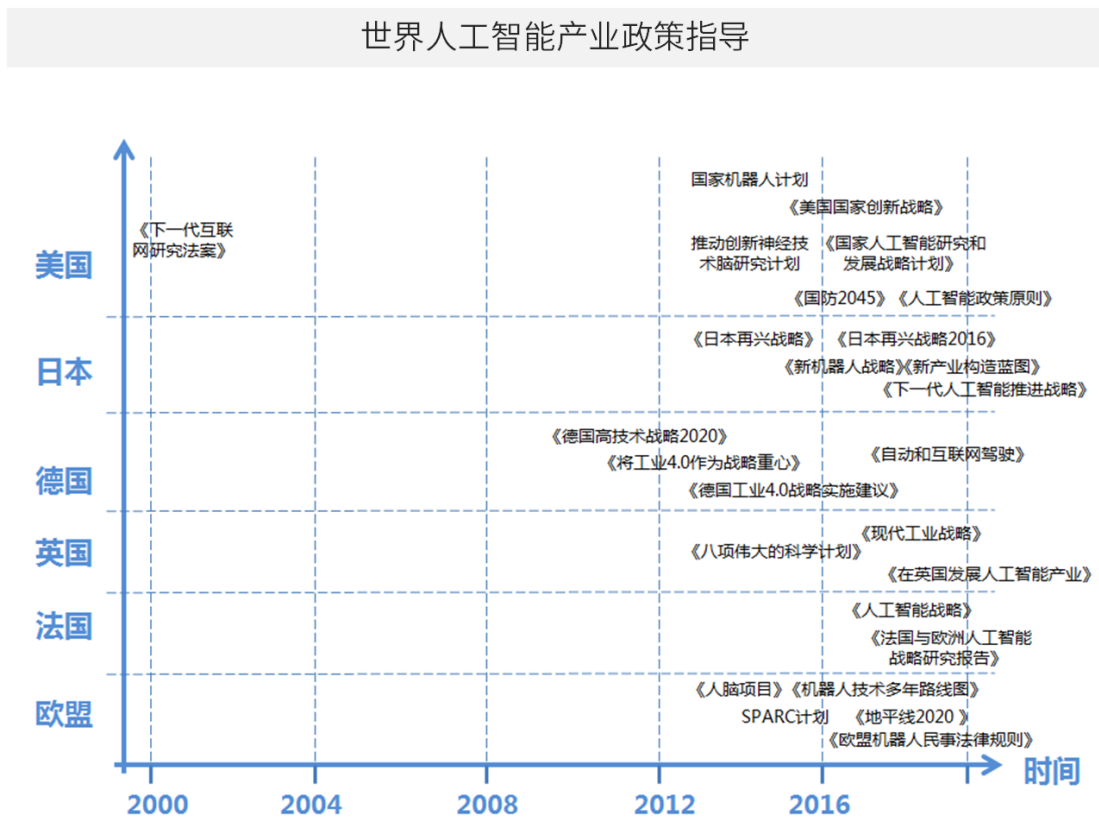 世界人工智能产业政策指导
美国
《下一代互联
网研究法案》
国家机器人计划
《美国国家创新战略》
推动创新神经技
术脑研究计划
《国家人工智能研究和
发展战略计划》
《国防2045》
《人工智能政策原则》
日本
《日本再兴战略》
《日本再兴战略2016》
《新机器人战略》
《新产业构造蓝图》
《下一代人工智能推进战略》
德国
《德国高技术战略2020》
《将工业4.0作为战略重心》
《自动和互联网驾驶》
《德国工业4.0战略实施建议》
英国
《现代工业战略》
《八项伟大的科学计划》
《在英国发展人工智能产业》
法国
《人工智能战略》
《法国与欧洲人工智能
战略研究报告》
欧盟
《人脑项目》
《机器人技术多年路线图》
SPARC计划
《地平线2020 》
《欧盟机器人民事法律规则》
时间
2000
2004
2008
2012
2016